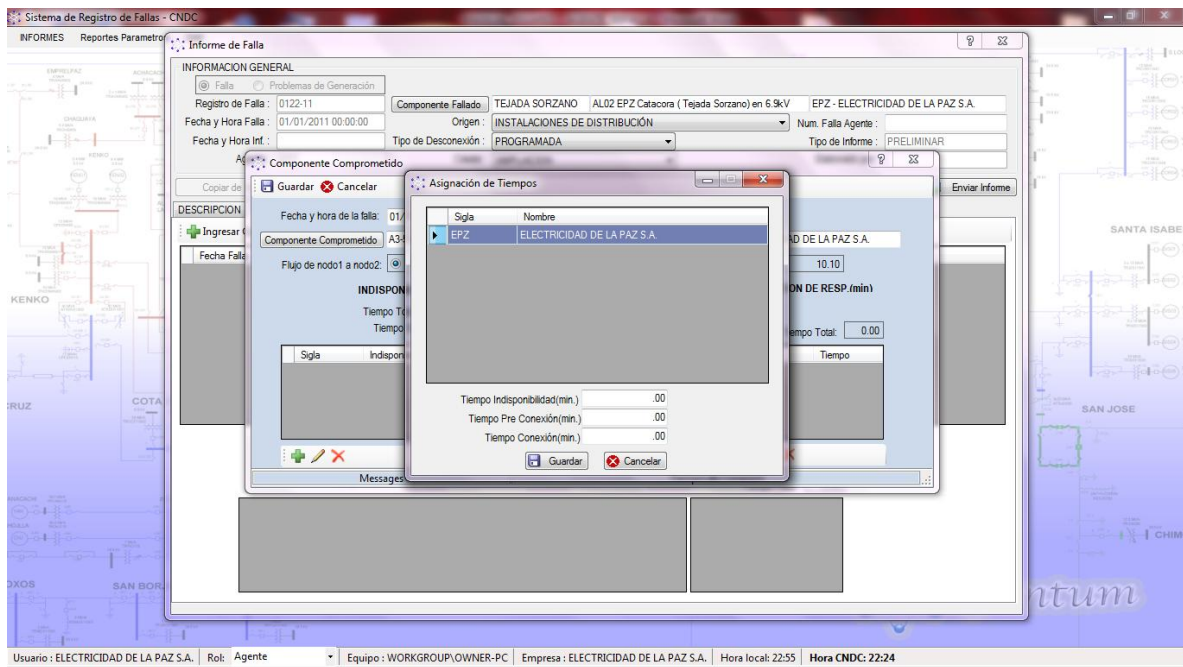 Sistema de Registro de Fallas - CNDC
INFORMES Reportes Parametro
Informe de Falla
INFORMACION GENERAL
Falla Problemas de Generación
Registro de Falla : 0122-11 Componente Fallado TEJADA SORZANO AL02 EPZ Catacora ( Tejada Sorzano) en 6.9kV EPZ - ELECTRICIDAD DE LA PAZ S.A.
Fecha y Hora Falla : 01/01/2011 00:00:00 Origen : INSTALACIONES DE DISTRIBUCIÓN Num. Falla Agente :
Fecha y Hora Inf. : Tipo de Desconexión : PROGRAMADA Tipo de Informe : PRELIMINAR
Componente Comprometido
Copiar de Guardar Cancelar Asignación de Tiempos Enviar Informe
DESCRIPCION Fecha y hora de la falla: 01/ Sigla Nombre
Ingresar Componente Comprometido A3- EPZ ELECTRICIDAD DE LA PAZ S.A. AD DE LA PAZ S.A.
Fecha Falla Flujo de nodo1 a nodo2: 10.10
INDISPON ON DE RESP.(min)
Tiempo To
Tiempo empo Total: 0.00
Sigla Indispon Tiempo
Tiempo Indisponibilidad(min.) .00
Tiempo Pre Conexión(min.) .00
Tiempo Conexión(min.) .00
Guardar Cancelar
Messages
KENKO
COTA
RUZ
SANTA ISABE
SAN JOSE
CHIM
OXOS SAN BOR
ntum
Usuario : ELECTRICIDAD DE LA PAZ S.A. Rol: Agente Equipo : WORKGROUP\OWNER-PC Empresa : ELECTRICIDAD DE LA PAZ S.A. Hora local: 22:55 Hora CNDC: 22:24